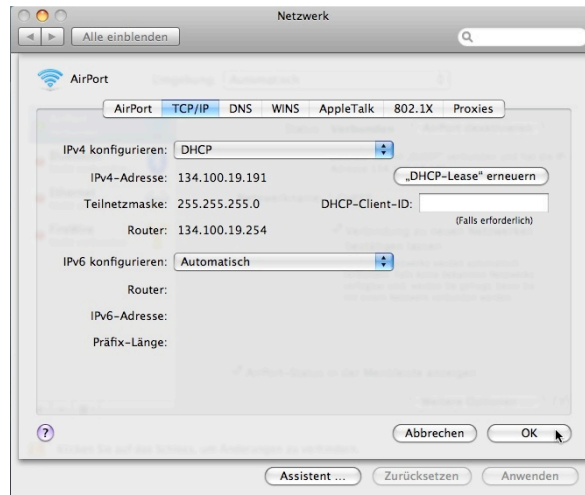 Netzwerk
Alle einblenden
AirPort
AirPort TCP/IP DNS WINS AppleTalk 802.1X Proxies
IPv4 konfigurieren: DHCP
IPv4-Adresse: 134.100.19.191 „DHCP-Lease“ erneuern
Teilnetzmaske: 255.255.255.0 DHCP-Client-ID:
(Falls erforderlich)
Router: 134.100.19.254
IPv6 konfigurieren: Automatisch
Router:
IPv6-Adresse:
Präfix-Länge:
? Abbrechen OK
Assistent ... Zurücksetzen Anwenden